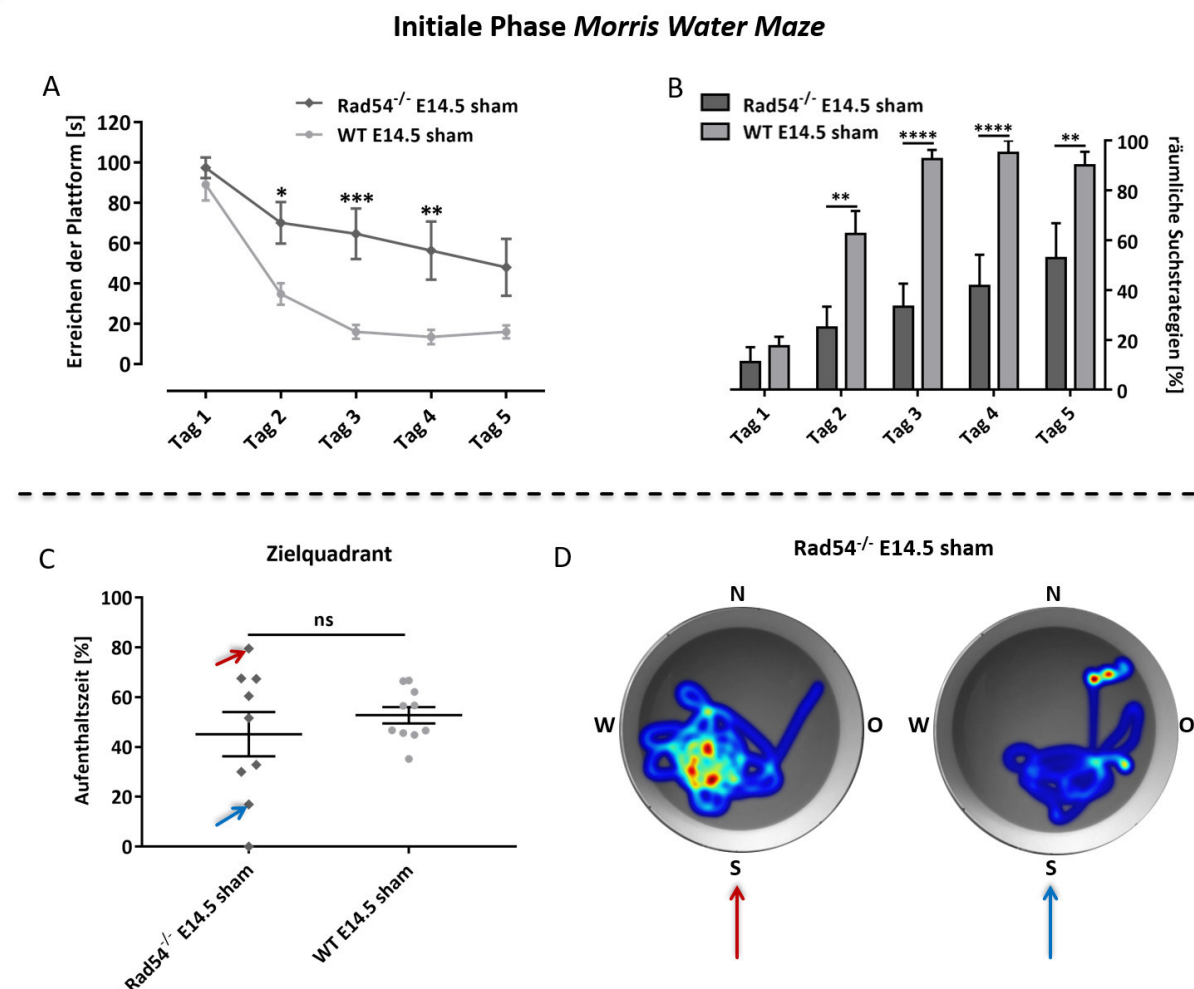 Initiale Phase Morris Water Maze
A
Rad54-/- E14.5 sham
WT E14.5 sham
Erreichen der Plattform [s]
120
100
80
60
40
20
0
*
***
**
Tag 1
Tag 2
Tag 3
Tag 4
Tag 5
B
Rad54-/- E14.5 sham
WT E14.5 sham
**
****
****
**
100
80
60
40
20
0
räumliche Suchstrategien [%]
Tag 1
Tag 2
Tag 3
Tag 4
Tag 5
C
Zielquadrant
Aufenthaltszeit [%]
100
80
60
40
20
0
ns
Rad54-/- E14.5 sham
WT E14.5 sham
D
Rad54-/- E14.5 sham
N
W
O
S
N
W
O
S